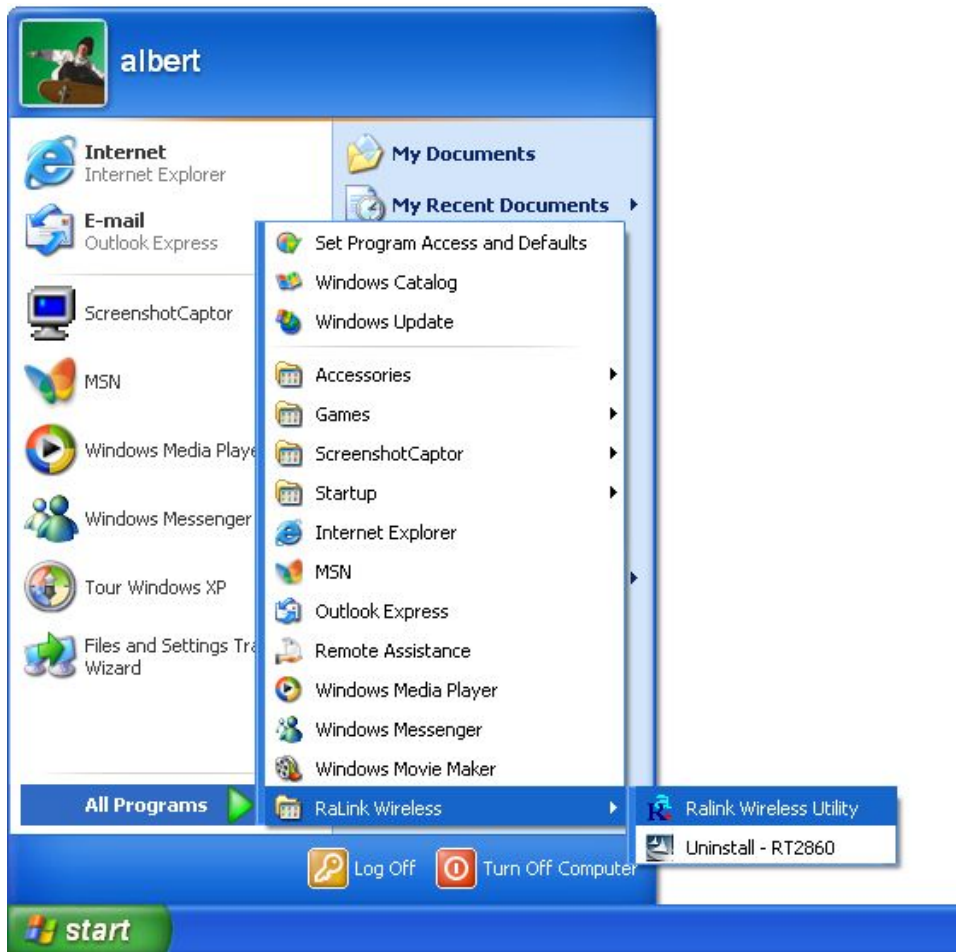 albert
Internet
Internet Explorer
E-mail
Outlook Express
ScreenshotCaptor
MSN
Windows Media Playe
Windows Messenger
Tour Windows XP
Files and Settings Tra
Wizard
All Programs
My Documents
My Recent Documents
Set Program Access and Defaults
Windows Catalog
Windows Update
Accessories
Games
ScreenshotCaptor
Startup
Internet Explorer
MSN
Outlook Express
Remote Assistance
Windows Media Player
Windows Messenger
Windows Movie Maker
RaLink Wireless
Ralink Wireless Utility
Uninstall - RT2860
Log Off
Turn Off Computer
start